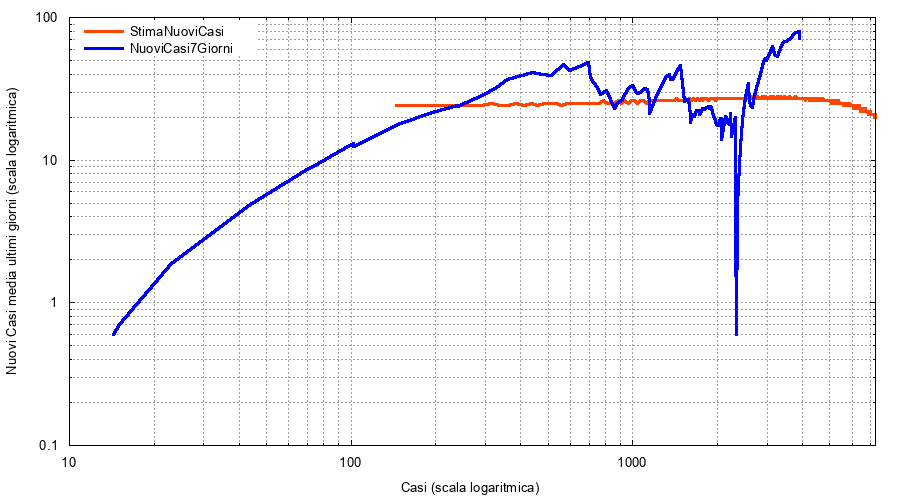 100
StimaNuoviCasi
NuoviCasi7Giorni
10
1
0.1
Nuovi Casi media ultimi giorni (scala logaritmica)
10
100
1000
Casi (scala logaritmica)